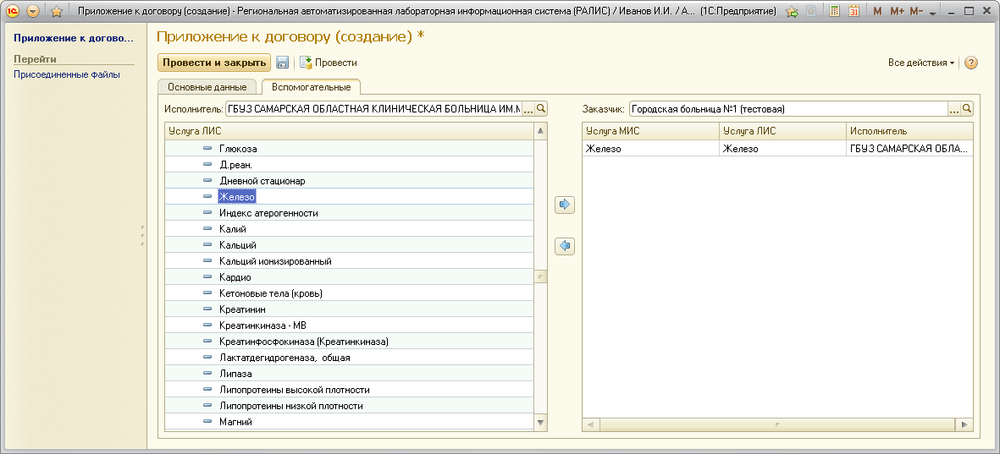 Приложение к договору (создание) - Региональная автоматизированная лабораторная информационная система (РАЛИС) / Иванов И.И. / А... (1С:Предприятие)
31 M M+ M-
Приложение к догово...
Перейти
Присоединенные файлы
Приложение к договору (создание) *
Провести и закрыть Провести Все действия ?
Основные данные Вспомогательные
Исполнитель: ГБУЗ САМАРСКАЯ ОБЛАСТНАЯ КЛИНИЧЕСКАЯ БОЛЬНИЦА ИМ.М ...
Заказчик: Городская больница №1 (тестовая) ...
Услуга ЛИС
Глюкоза
Д.реан.
Дневной стационар
Железо
Индекс атерогенности
Калий
Кальций
Кальций ионизированный
Кардио
Кетоновые тела (кровь)
Креатинин
Креатинкиназа - МВ
Креатинфосфокиназа (Креатинкиназа)
Лактатдегидрогеназа, общая
Липаза
Липопротеины высокой плотности
Липопротеины низкой плотности
Магний
Услуга МИС Услуга ЛИС Исполнитель
Железо Железо ГБУЗ САМАРСКАЯ ОБЛА...